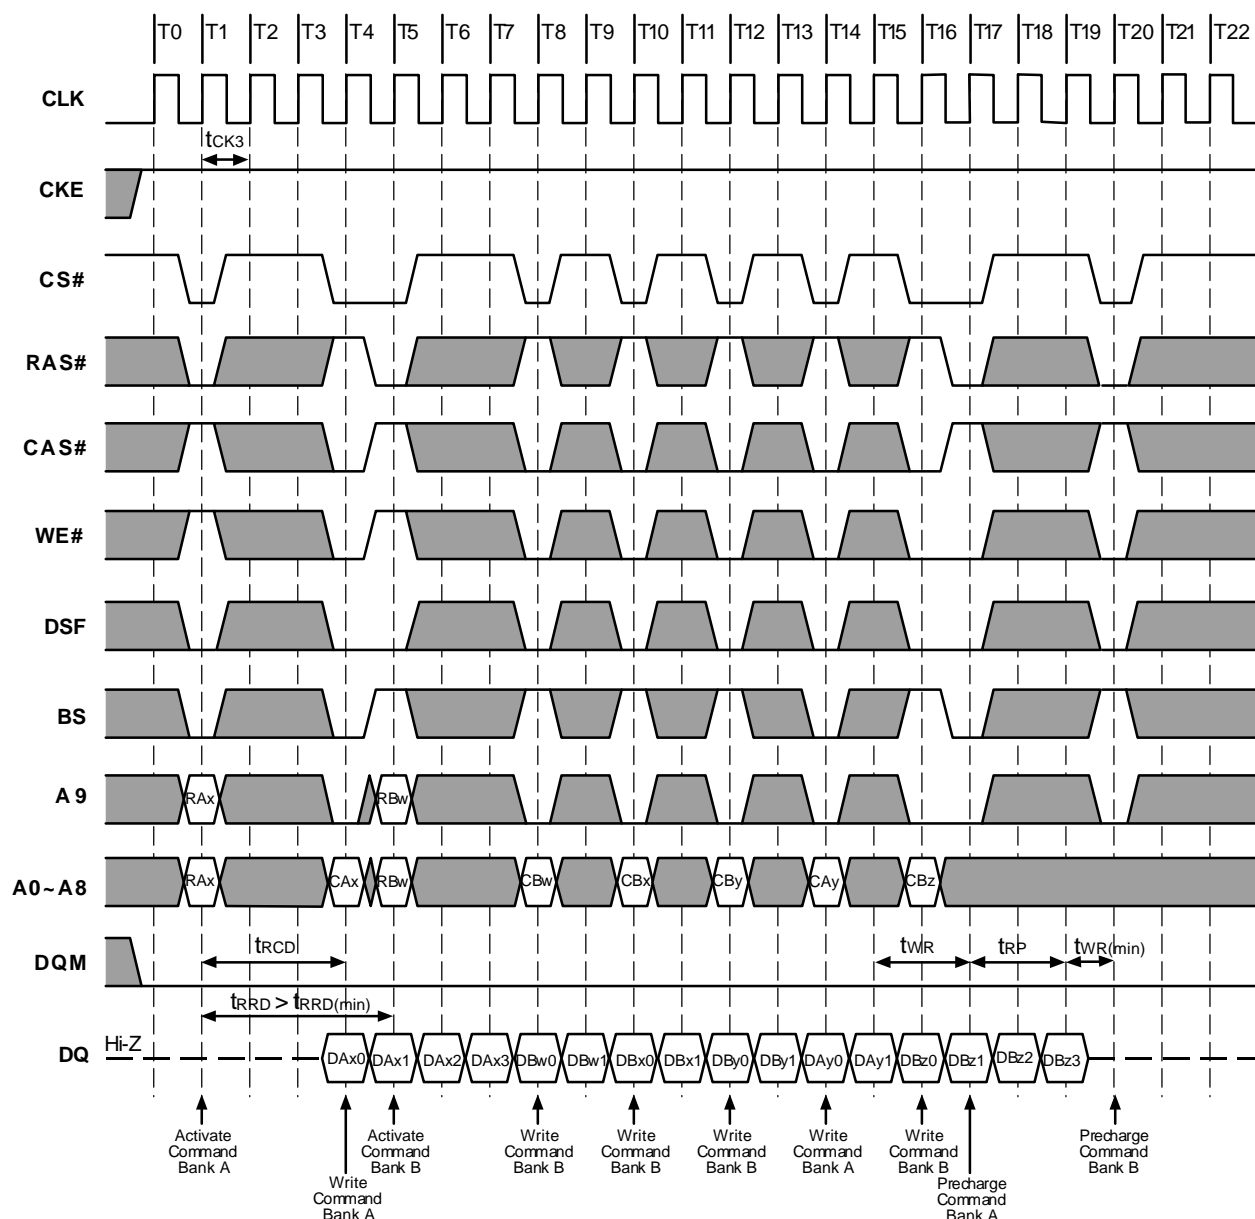 T0 T1 T2 T3 T4 T5 T6 T7 T8 T9 T10 T11 T12 T13 T14 T15 T16 T17 T18 T19 T20 T21 T22
CLK
tCK3
CKE
CS#
RAS#
CAS#
WE#
DSF
BS
A9
RAx RBw
A0~A8
RAx CAx RBw CBw CBx CBy CAy CBz
DQM
tRCD tWR tRP tWR(min)
tRRD > tRRD(min)
DQ
Hi-Z
DAx0 DAx1 DAx2 DAx3 DBw0 DBw1 DBx0 DBx1 DBy0 DBy1 DAy0 DAy1 DBz0 DBz1 DBz2 DBz3
Activate
Command
Bank A
Write
Command
Bank A
Activate
Command
Bank B
Write
Command
Bank B
Write
Command
Bank B
Write
Command
Bank B
Write
Command
Bank A
Write
Command
Bank B
Precharge
Command
Bank A
Precharge
Command
Bank B